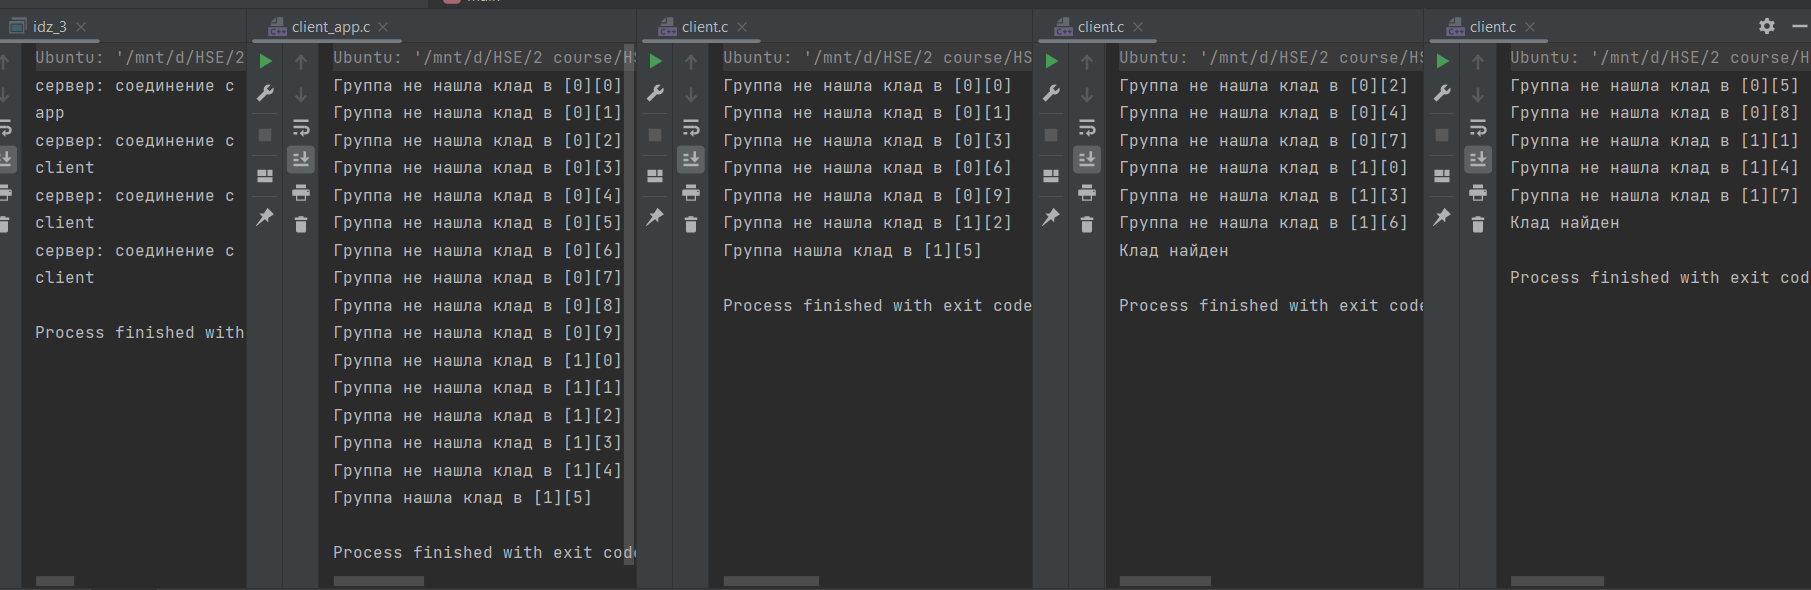 main
idz_3
client_app.c
client.c
client.c
client.c
Ubuntu: '/mnt/d/HSE/2
сервер: соединение с
app
сервер: соединение с
client
сервер: соединение с
client
сервер: соединение с
client
Process finished with
Ubuntu: '/mnt/d/HSE/2 course/HS
Группа не нашла клад в [0][0]
Группа не нашла клад в [0][1]
Группа не нашла клад в [0][2]
Группа не нашла клад в [0][3]
Группа не нашла клад в [0][4]
Группа не нашла клад в [0][5]
Группа не нашла клад в [0][6]
Группа не нашла клад в [0][7]
Группа не нашла клад в [0][8]
Группа не нашла клад в [0][9]
Группа не нашла клад в [1][0]
Группа не нашла клад в [1][1]
Группа не нашла клад в [1][2]
Группа не нашла клад в [1][3]
Группа не нашла клад в [1][4]
Группа нашла клад в [1][5]
Process finished with exit code
Ubuntu: '/mnt/d/HSE/2 course/HS
Группа не нашла клад в [0][0]
Группа не нашла клад в [0][1]
Группа не нашла клад в [0][3]
Группа не нашла клад в [0][6]
Группа не нашла клад в [0][9]
Группа не нашла клад в [1][2]
Группа нашла клад в [1][5]
Process finished with exit code
Ubuntu: '/mnt/d/HSE/2 course/HS
Группа не нашла клад в [0][2]
Группа не нашла клад в [0][4]
Группа не нашла клад в [0][7]
Группа не нашла клад в [1][0]
Группа не нашла клад в [1][3]
Группа не нашла клад в [1][6]
Клад найден
Process finished with exit code
Ubuntu: '/mnt/d/HSE/2 course/H
Группа не нашла клад в [0][5]
Группа не нашла клад в [0][8]
Группа не нашла клад в [1][1]
Группа не нашла клад в [1][4]
Группа не нашла клад в [1][7]
Клад найден
Process finished with exit cod